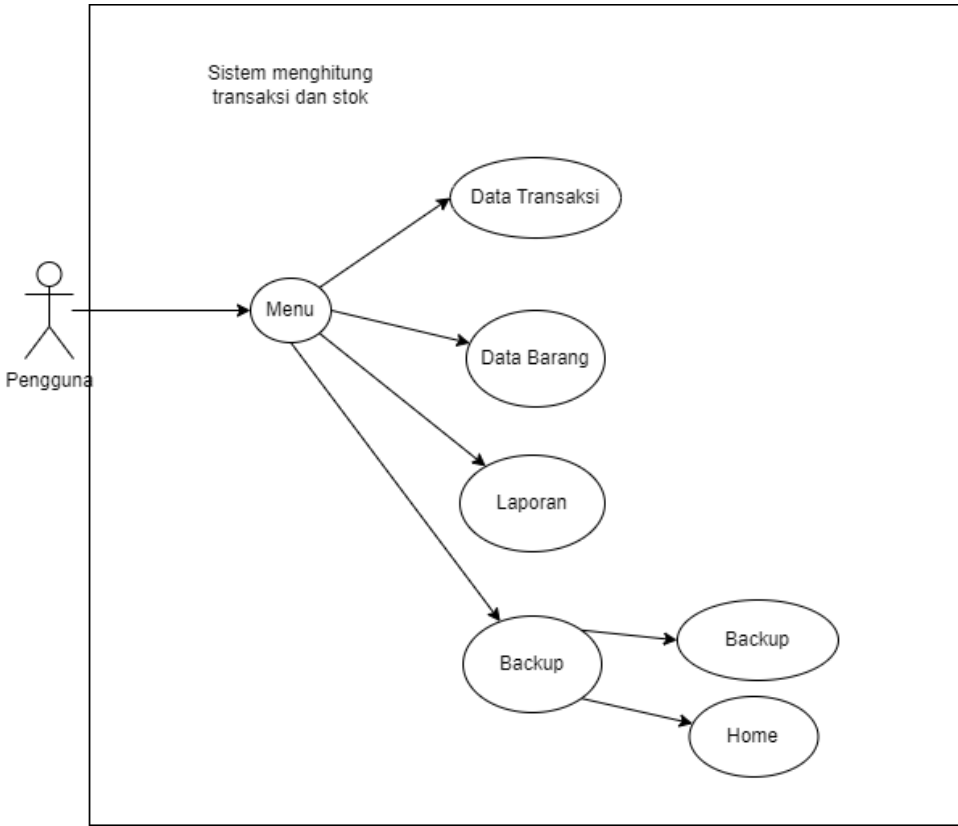 Sistem menghitung
transaksi dan stok
Data Transaksi
Menu
Data Barang
Pengguna
Laporan
Backup
Backup
Home